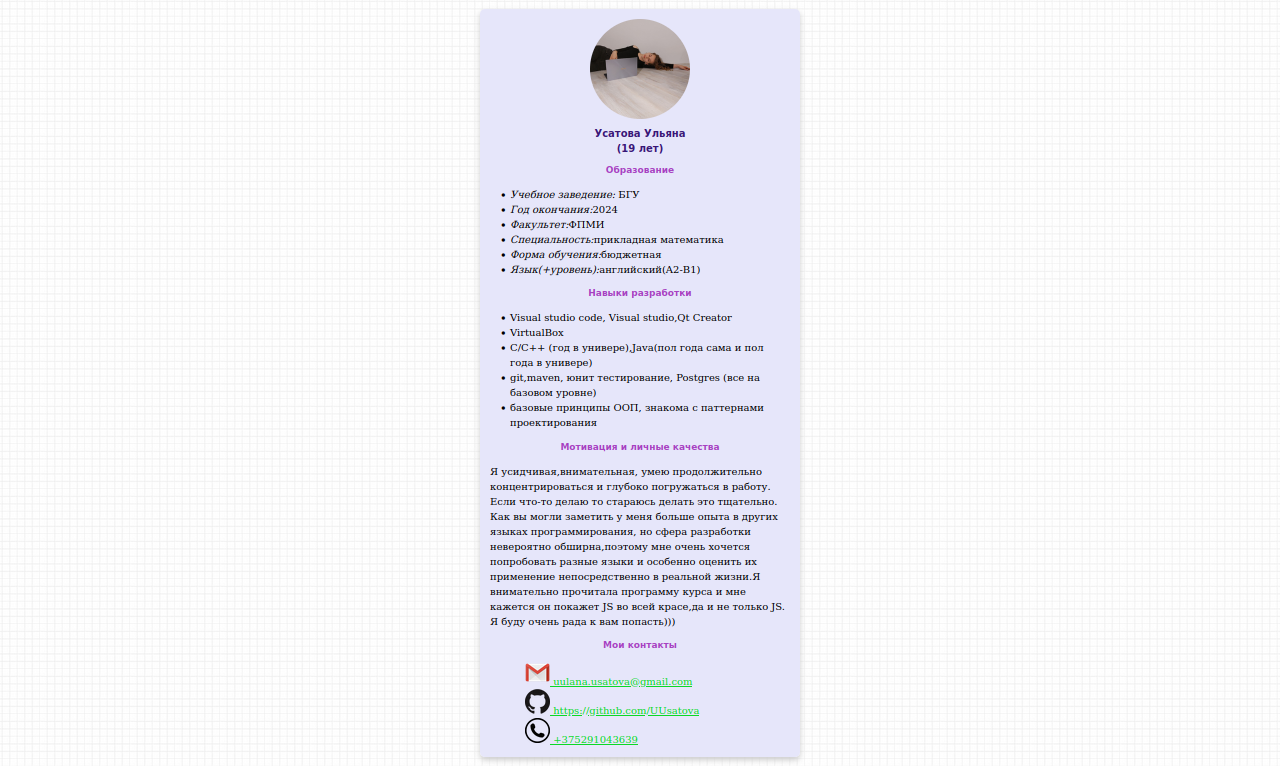 Усатова Ульяна
(19 лет)
Образование
Учебное заведение: БГУ
Год окончания:2024
Факультет:ФПМИ
Специальность:прикладная математика
Форма обучения:бюджетная
Язык(+уровень):английский(А2-В1)
Навыки разработки
Visual studio code, Visual studio,Qt Creator
VirtualBox
C/C++ (год в универе),Java(пол года сама и пол
года в универе)
git,maven, юнит тестирование, Postgres (все на
базовом уровне)
базовые принципы ООП, знакома с паттернами
проектирования
Мотивация и личные качества
Я усидчивая,внимательная, умею продолжительно
концентрироваться и глубоко погружаться в работу.
Если что-то делаю то стараюсь делать это тщательно.
Как вы могли заметить у меня больше опыта в других
языках программирования, но сфера разработки
невероятно обширна,поэтому мне очень хочется
попробовать разные языки и особенно оценить их
применение непосредственно в реальной жизни.Я
внимательно прочитала программу курса и мне
кажется он покажет JS во всей красе,да и не только JS.
Я буду очень рада к вам попасть)))
Мои контакты
uulana.usatova@gmail.com
https://github.com/UUsatova
+375291043639